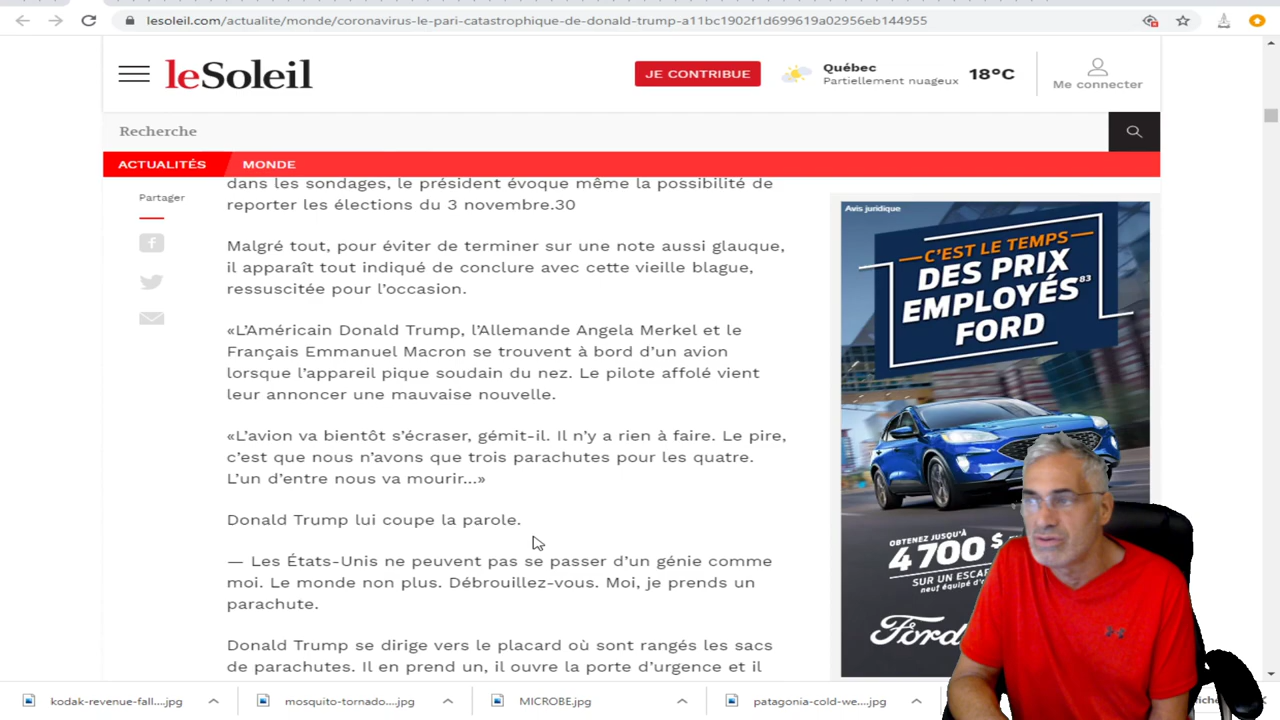 lesoleil.com/actualite/monde/coronavirus-le-pari-catastrophique-de-donald-trump-a11bc1902f1d699619a02956eb144955
leSoleil
JE CONTRIBUE
Québec
Partiellement nuageux
18°C
Me connecter
Recherche
ACTUALITÉS
MONDE
Partager
dans les sondages, le président évoque même la possibilité de
reporter les élections du 3 novembre.30
Malgré tout, pour éviter de terminer sur une note aussi glauque,
il apparaît tout indiqué de conclure avec cette vieille blague,
ressuscitée pour l’occasion.
«L’Américain Donald Trump, l’Allemande Angela Merkel et le
Français Emmanuel Macron se trouvent à bord d’un avion
lorsque l’appareil pique soudain du nez. Le pilote affolé vient
leur annoncer une mauvaise nouvelle.
«L’avion va bientôt s’écraser, gémit-il. Il n’y a rien à faire. Le pire,
c’est que nous n’avons que trois parachutes pour les quatre.
L’un d’entre nous va mourir...»
Donald Trump lui coupe la parole.
— Les États-Unis ne peuvent pas se passer d’un génie comme
moi. Le monde non plus. Débrouillez-vous. Moi, je prends un
parachute.
Donald Trump se dirige vers le placard où sont rangés les sacs
de parachutes. Il en prend un, il ouvre la porte d’urgence et il
Avis juridique
C'EST LE TEMPS
DES PRIX
EMPLOYÉS83
FORD
OBTENEZ JUSQU'À
4 700 $
SUR UN
neuf équipé
Ford
kodak-revenue-fall....jpg
mosquito-tornado....jpg
MICROBE.jpg
patagonia-cold-we....jpg